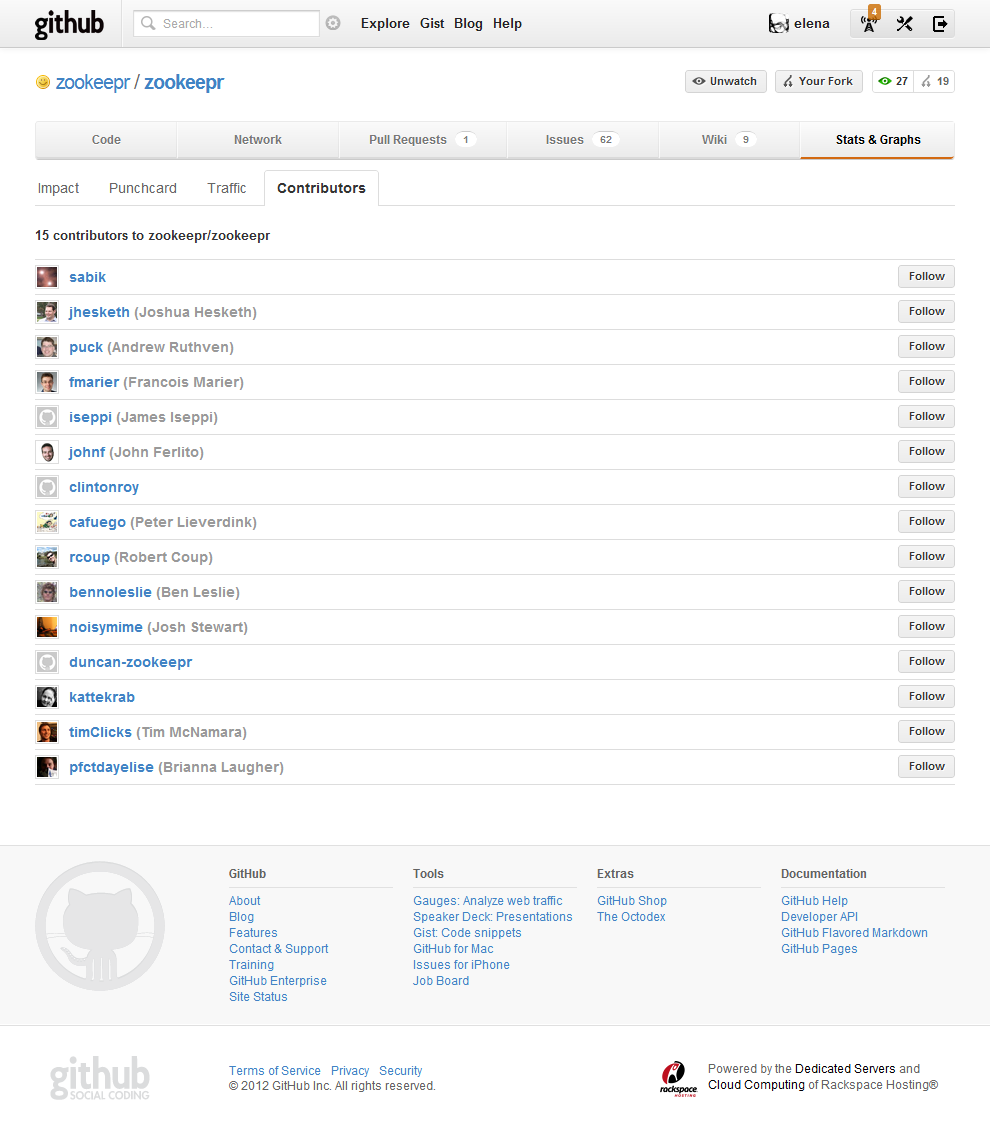 github Search... Explore Gist Blog Help elena 4
zookeepr / zookeepr Unwatch Your Fork 27 19
Code Network Pull Requests 1 Issues 62 Wiki 9 Stats & Graphs
Impact Punchcard Traffic Contributors
15 contributors to zookeepr/zookeepr
sabik Follow
jhesketh (Joshua Hesketh) Follow
puck (Andrew Ruthven) Follow
fmarier (Francois Marier) Follow
iseppi (James Iseppi) Follow
johnf (John Ferlito) Follow
clintonroy Follow
cafuego (Peter Lieverdink) Follow
rcoup (Robert Coup) Follow
bennoleslie (Ben Leslie) Follow
noisymime (Josh Stewart) Follow
duncan-zookeepr Follow
kattekrab Follow
timClicks (Tim McNamara) Follow
pfctdayelise (Brianna Laugher) Follow
GitHub
About
Blog
Features
Contact & Support
Training
GitHub Enterprise
Site Status
Tools
Gauges: Analyze web traffic
Speaker Deck: Presentations
Gist: Code snippets
GitHub for Mac
Issues for iPhone
Job Board
Extras
GitHub Shop
The Octodex
Documentation
GitHub Help
Developer API
GitHub Flavored Markdown
GitHub Pages
github
SOCIAL CODING
Terms of Service Privacy Security
© 2012 GitHub Inc. All rights reserved.
rackspace.
HOSTING
Powered by the Dedicated Servers and
Cloud Computing of Rackspace Hosting®